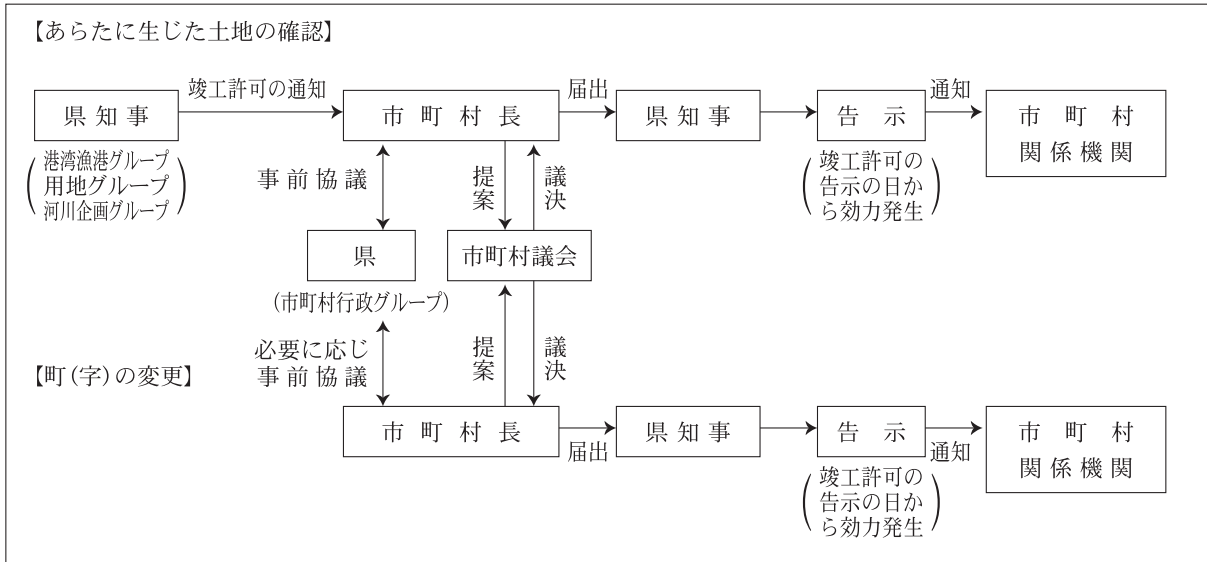 【あらたに生じた土地の確認】
県知事
竣工許可の通知
市町村長
届出
県知事
告示
通知
市町村
関係機関
港湾漁港グループ
用地グループ
河川企画グループ
事前協議
提案
議決
竣工許可の
告示の日か
ら効力発生
県
市町村議会
(市町村行政グループ)
必要に応じ
事前協議
提案
議決
【町(字)の変更】
市町村長
届出
県知事
告示
通知
市町村
関係機関
竣工許可の
告示の日か
ら効力発生